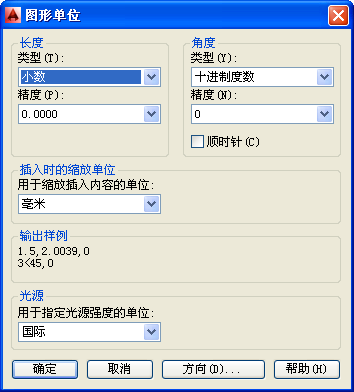 图形单位
长度
类型(T):
小数
精度(P):
0.0000
角度
类型(Y):
十进制度数
精度(N):
0
顺时针(C)
插入时的缩放单位
用于缩放插入内容的单位:
毫米
输出样例
1.5,2.0039,0
3<45,0
光源
用于指定光源强度的单位:
国际
确定 取消 方向(D)... 帮助(H)